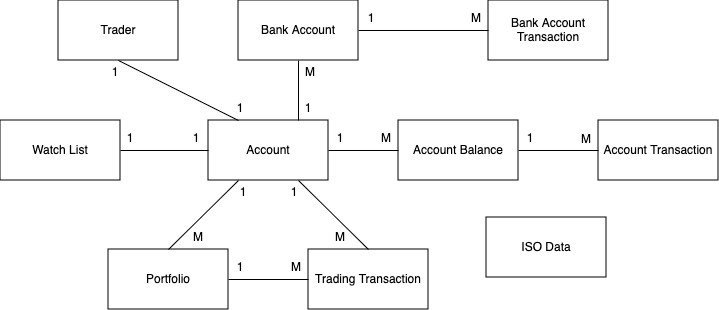 Trader
Bank Account
1
M
Bank Account
Transaction
1
M
1
1
Watch List
1
1
Account
1
M
Account Balance
1
M
Account Transaction
1
1
M
M
Portfolio
1
M
Trading Transaction
ISO Data